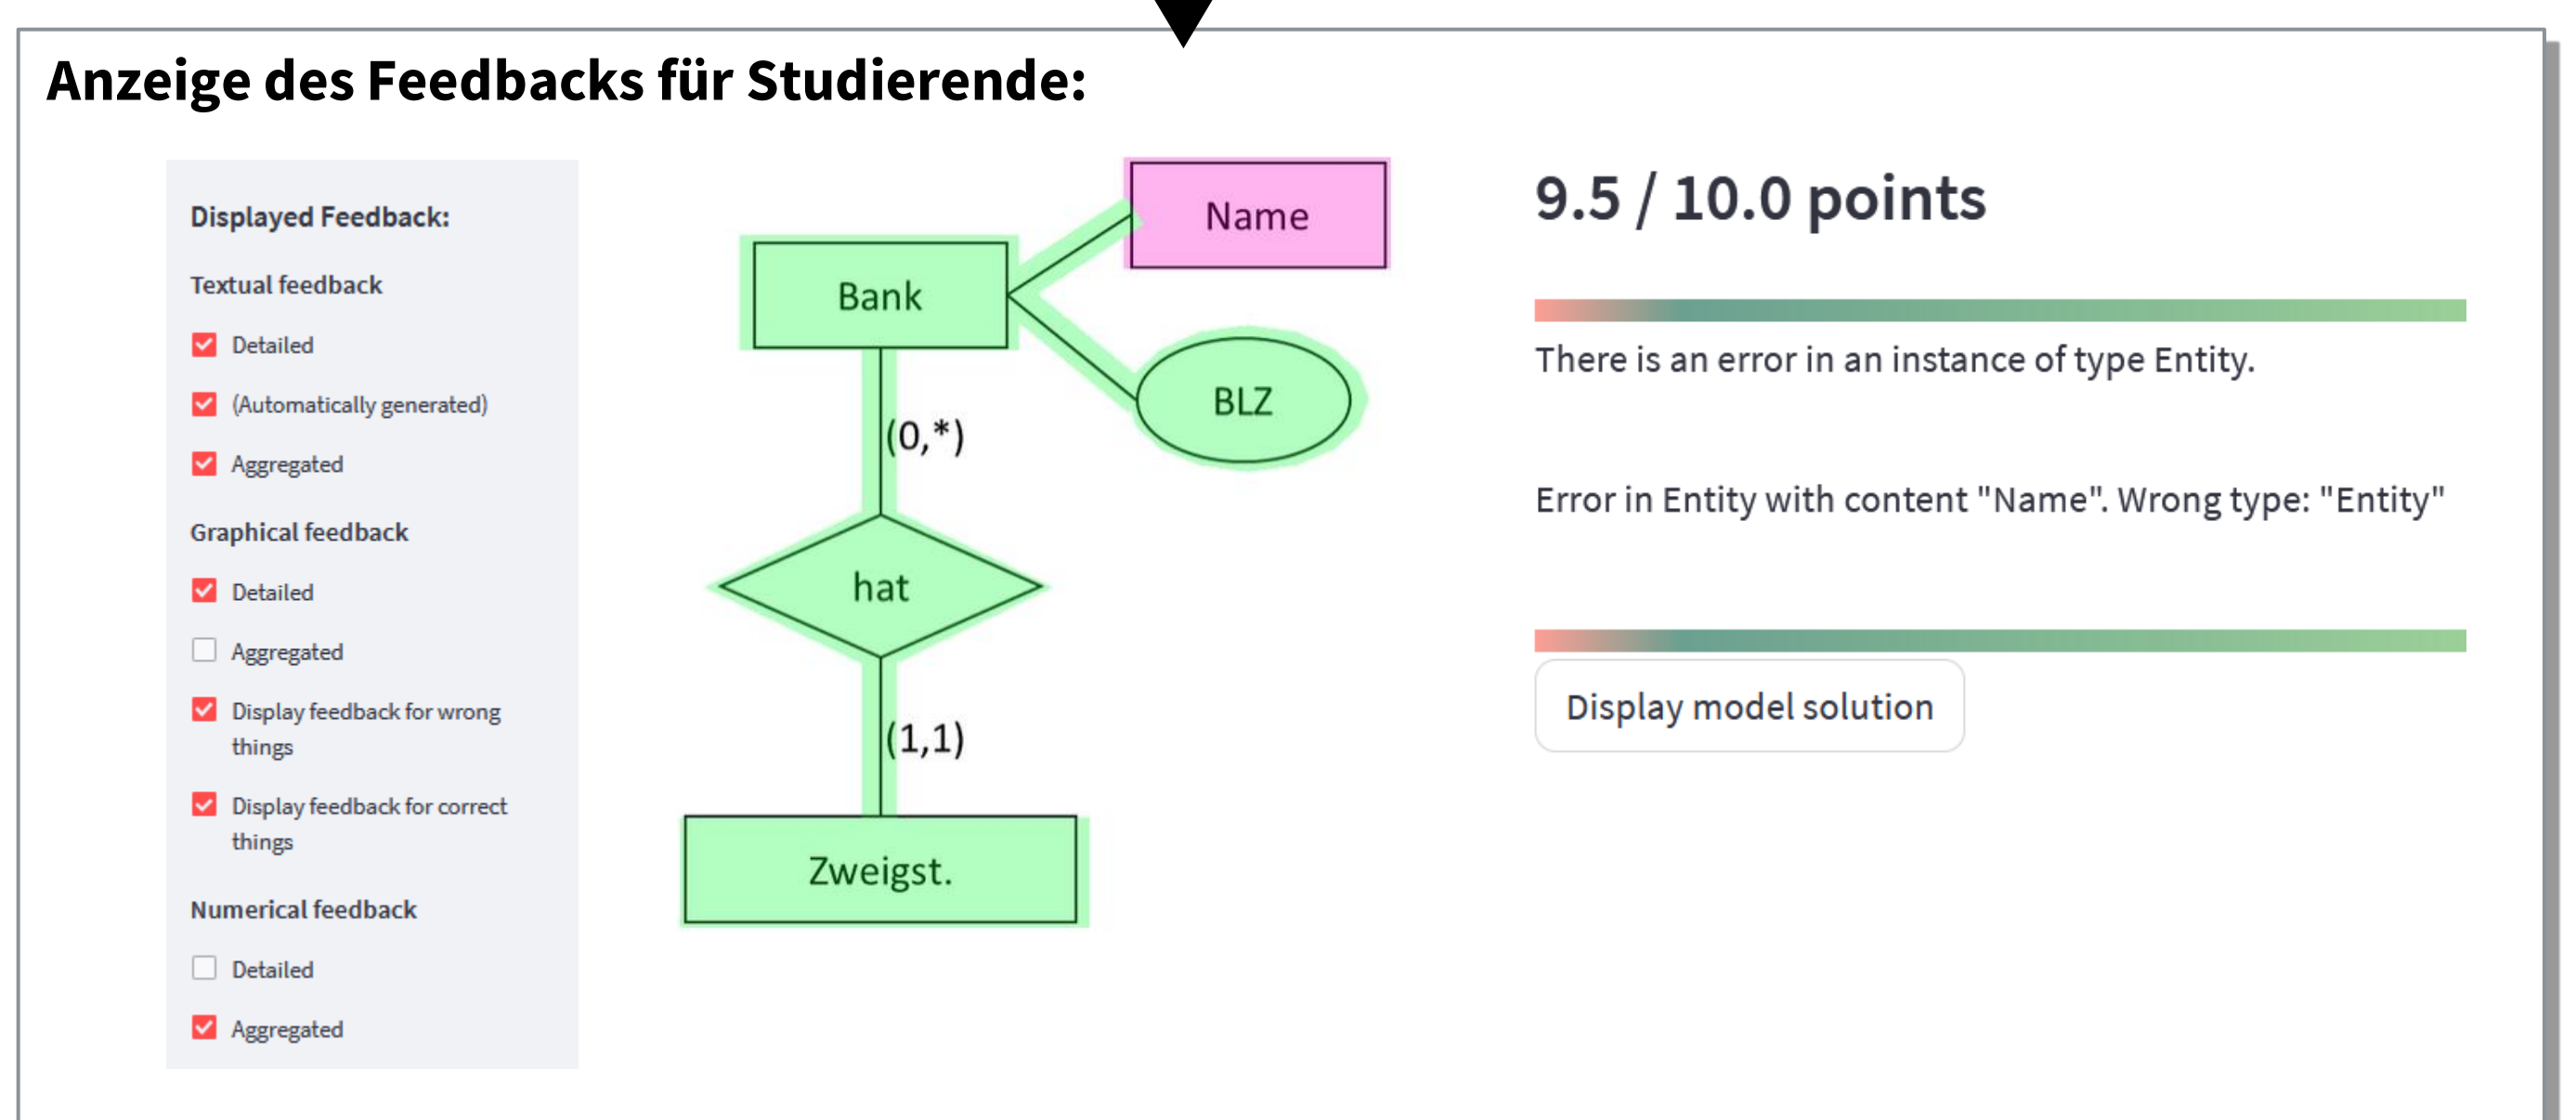 Anzeige des Feedbacks für Studierende:
Displayed Feedback:
Textual feedback
Detailed
(Automatically generated)
Aggregated
Graphical feedback
Detailed
Aggregated
Display feedback for wrong
things
Display feedback for correct
things
Numerical feedback
Detailed
Aggregated
Name
Bank
BLZ
(0,*)
hat
(1,1)
Zweigst.
9.5 / 10.0 points
There is an error in an instance of type Entity.
Error in Entity with content "Name". Wrong type: "Entity"
Display model solution